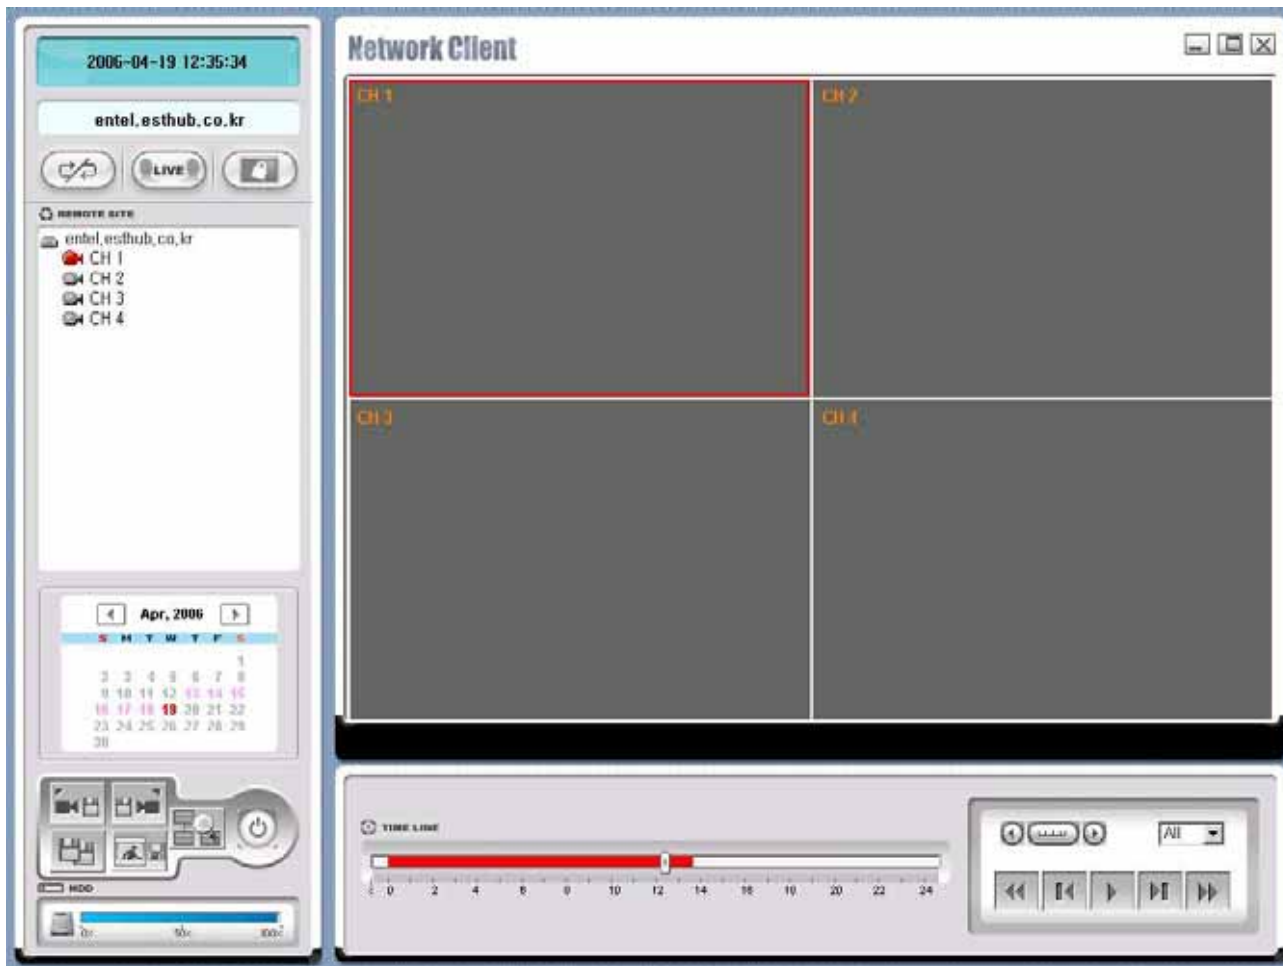 2006-04-19 12:35:34
entel.esthub.co.kr
LIVE
REMOTE SITE
entel.esthub.co.kr
CH 1
CH 2
CH 3
CH 4
Apr, 2006
S M T W T F S
1
2 3 4 5 6 7 8
9 10 11 12 13 14 15
16 17 18 19 20 21 22
23 24 25 26 27 28 29
30
HDD
0% 50% 100%
Network Client
CH 1
CH 2
CH 3
CH 4
TIME LINE
0 2 4 6 8 10 12 14 16 18 20 22 24
All